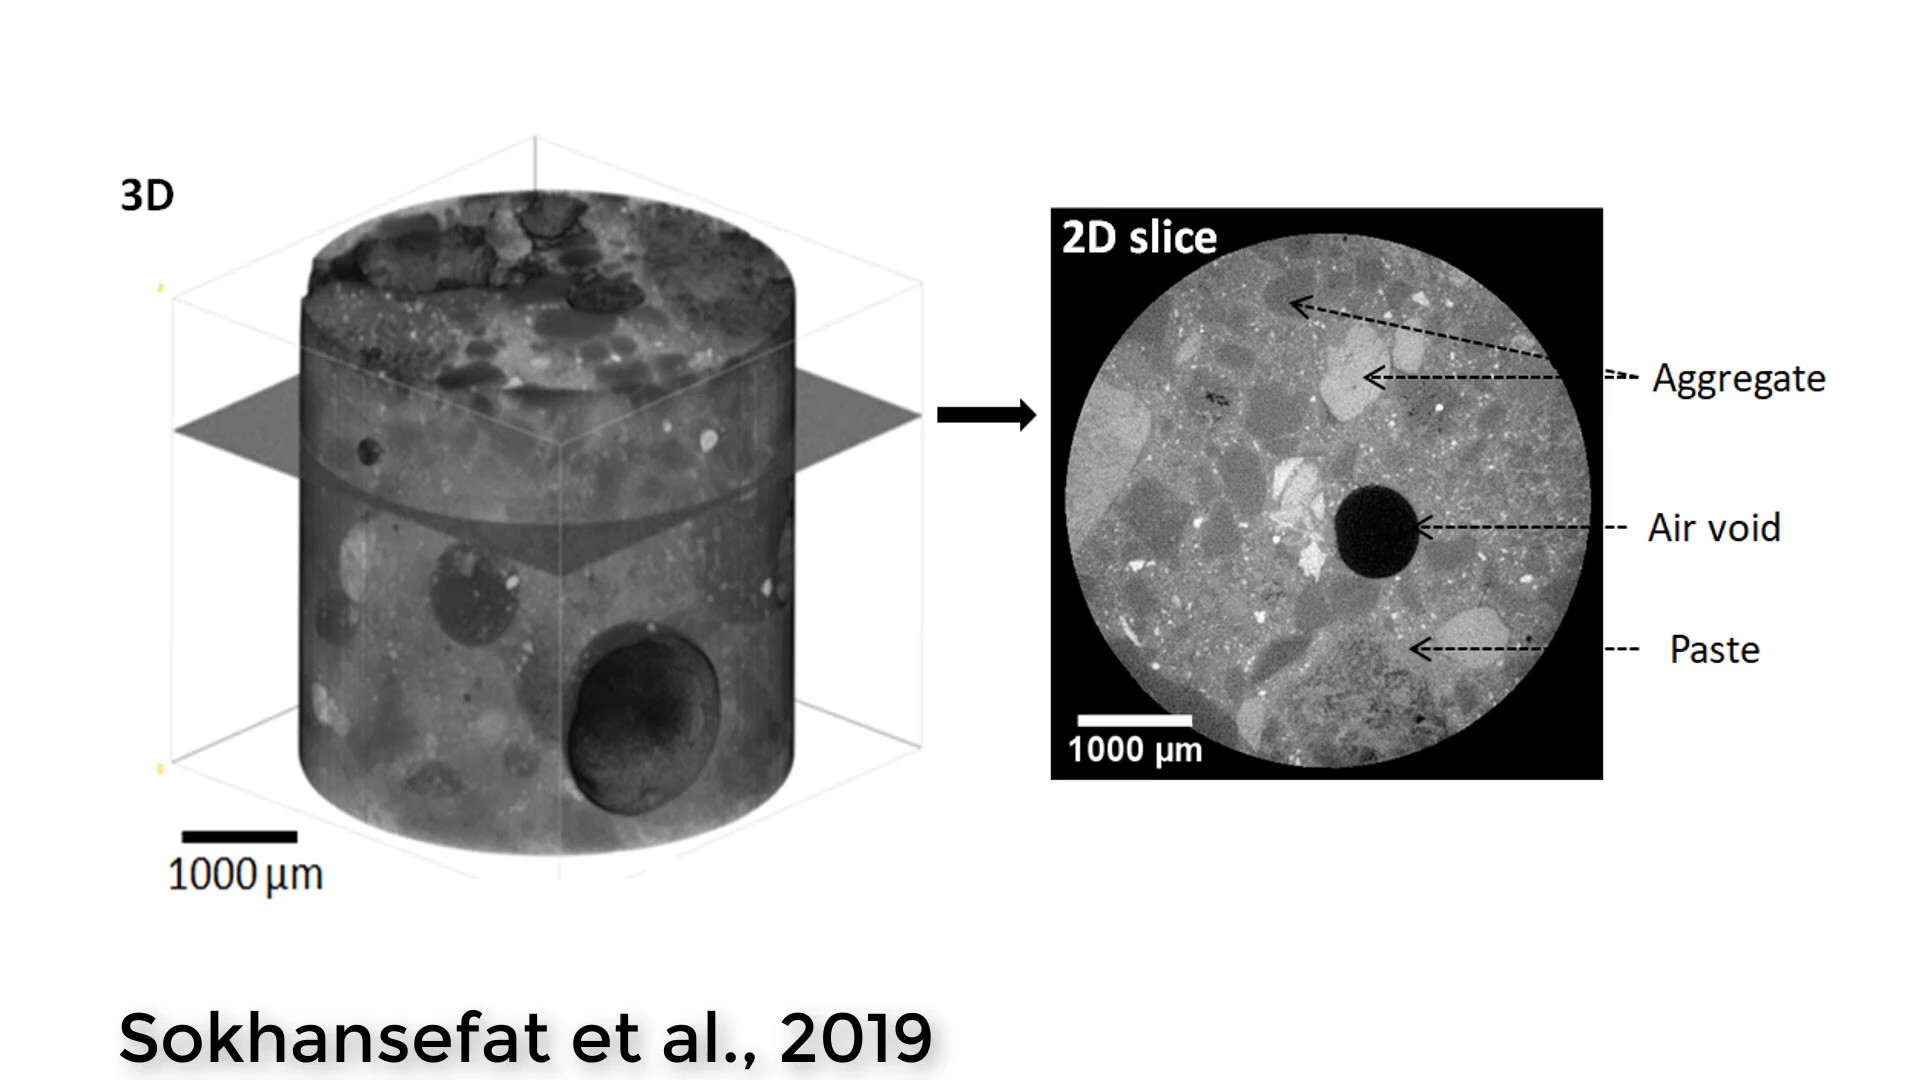 3D
2D slice
Aggregate
Air void
Paste
1000 µm
1000 µm
Sokhansefat et al., 2019